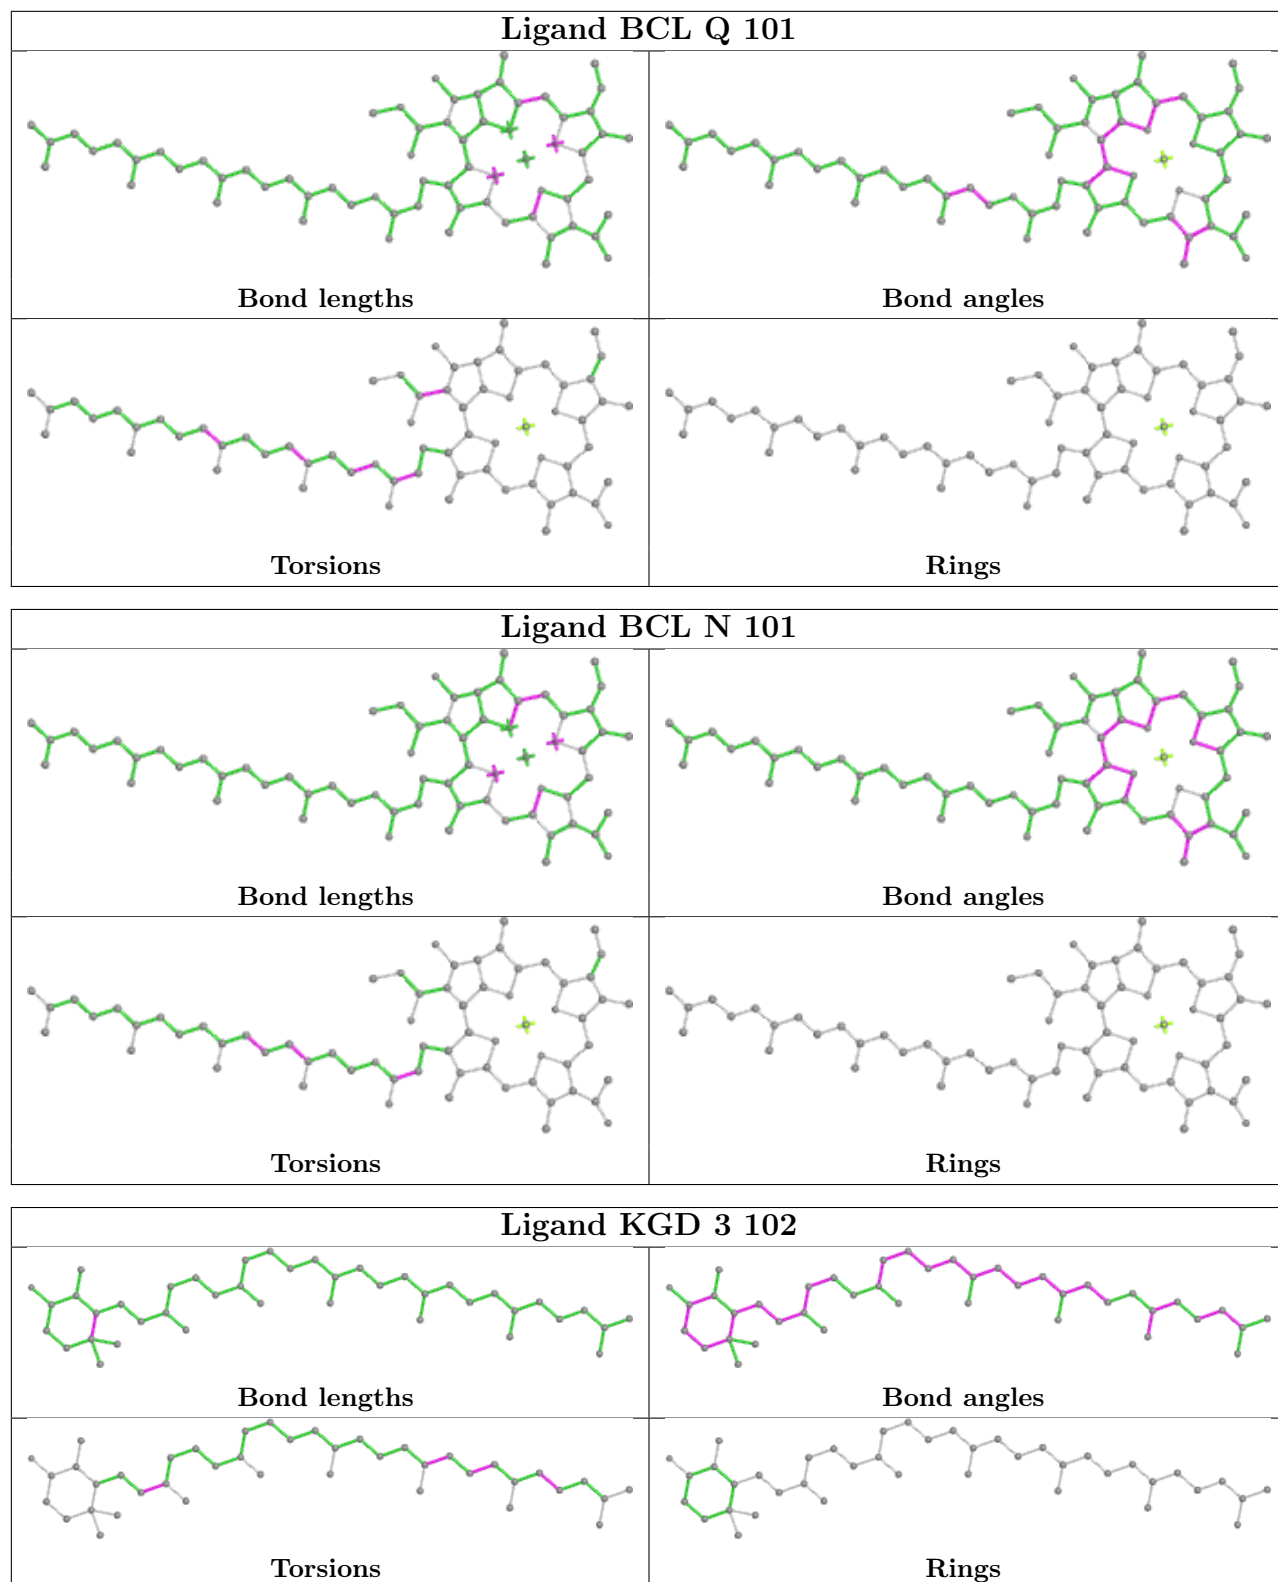 Ligand BCL Q 101
Bond lengths
Bond angles
Torsions
Rings
Ligand BCL N 101
Bond lengths
Bond angles
Torsions
Rings
Ligand KGD 3 102
Bond lengths
Bond angles
Torsions
Rings